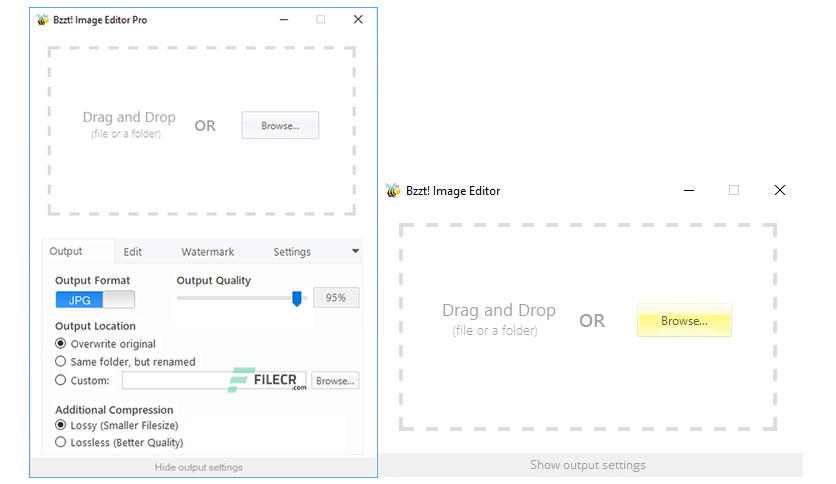 Bzzt! Image Editor Pro
Drag and Drop
(file or a folder)
OR
Browse...
Output Edit Watermark Settings
Output Format
JPG
Output Quality
95%
Output Location
Overwrite original
Same folder, but renamed
Custom:
Browse...
FILECR
.com
Additional Compression
Lossy (Smaller Filesize)
Lossless (Better Quality)
Hide output settings
Bzzt! Image Editor
Drag and Drop
(file or a folder)
OR
Browse...
Show output settings